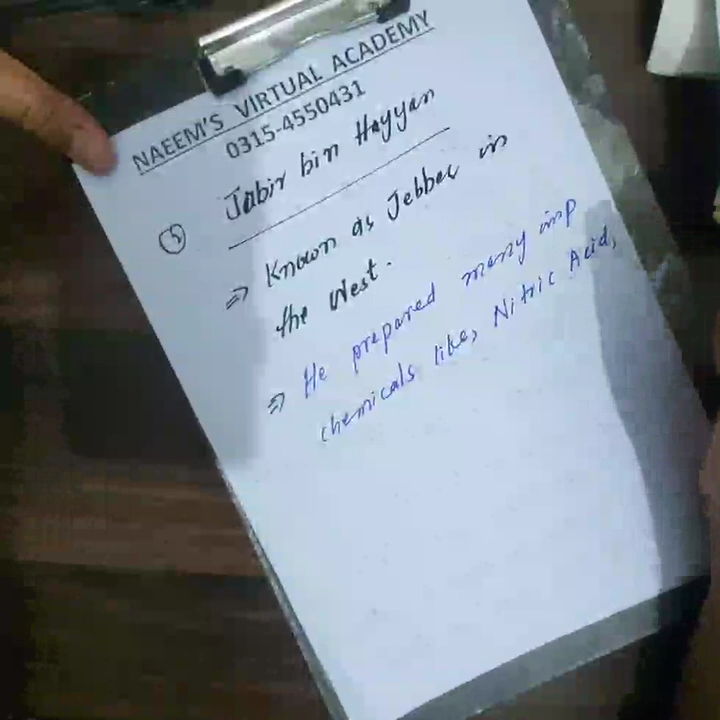 NAEEM'S VIRTUAL ACADEMY
0315-4550431
5 Jabir bin Hayyan
⇒ Known as Jebber in
the West.
⇒ He prepared many imp
chemicals like, Nitric Acid,